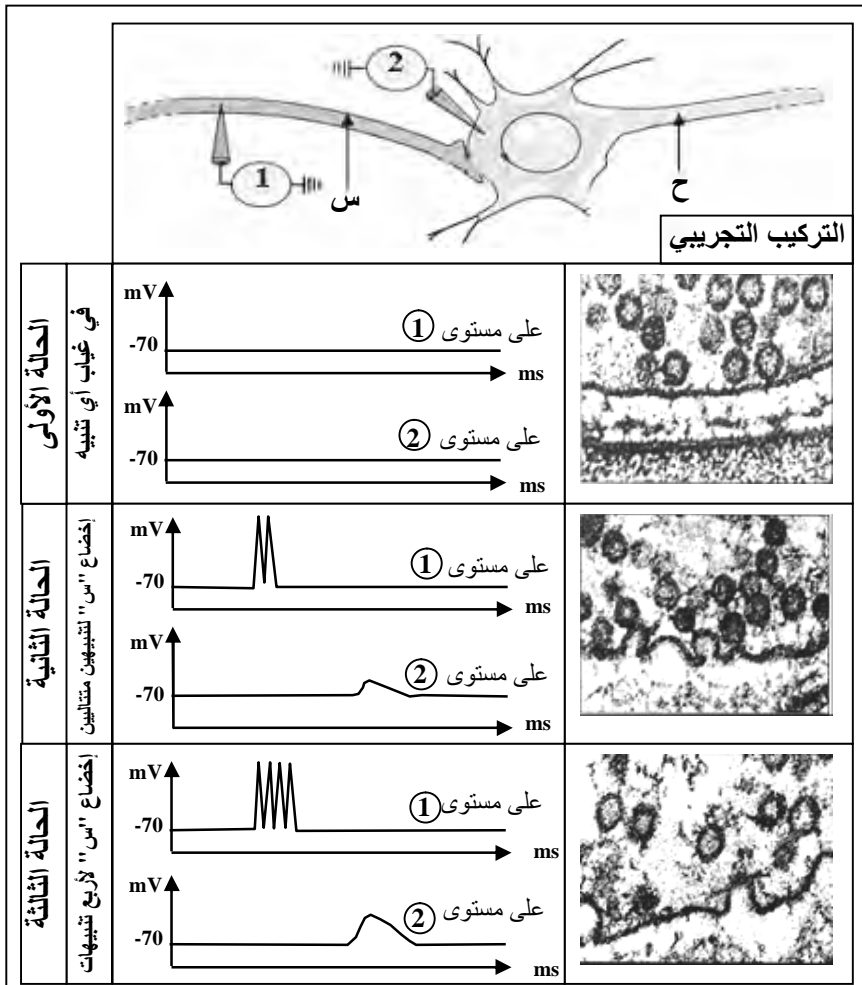 2
1
س
ح
التركيب التجريبي
الحالة الأولى
في غياب أي تنبيه
mV
على مستوى 1
-70
ms
mV
على مستوى 2
-70
ms
الحالة الثانية
إخضاع "س" لتنبيهين متتاليين
mV
على مستوى 1
-70
ms
على مستوى 2
-70
ms
الحالة الثالثة
إخضاع "س" لأربع تنبيهات
mV
على مستوى 1
-70
ms
على مستوى 2
-70
ms